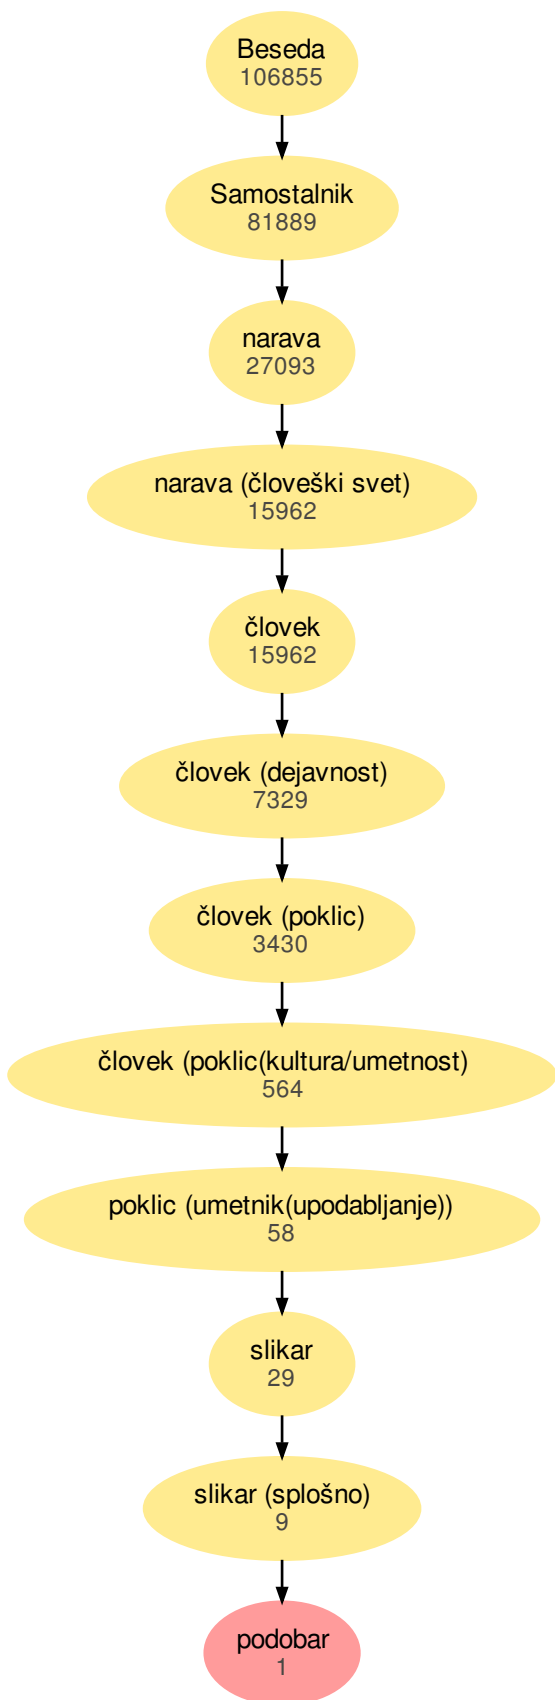 Beseda
106855
Samostalnik
81889
narava
27093
narava (človeški svet)
15962
človek
15962
človek (dejavnost)
7329
človek (poklic)
3430
človek (poklic(kultura/umetnost)
564
poklic (umetnik(upodabljanje))
58
slikar
29
slikar (splošno)
9
podobar
1